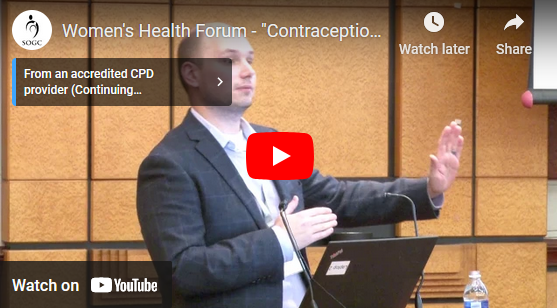 SOGC
Women's Health Forum - "Contraceptio...
Watch later
Share
From an accredited CPD
provider (Continuing...
Watch on YouTube